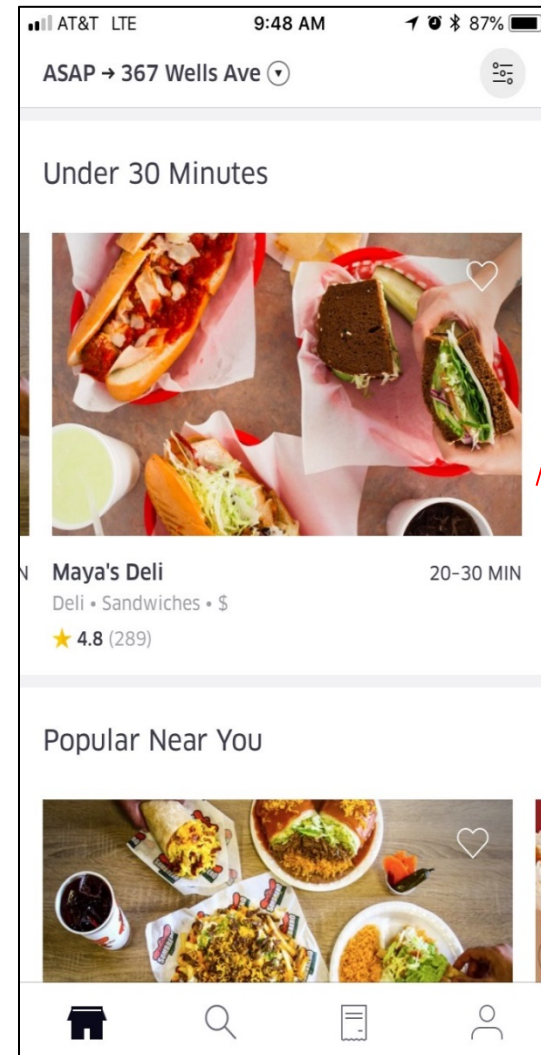 AT&T LTE 9:48 AM 87%
ASAP → 367 Wells Ave
Under 30 Minutes
N Maya's Deli 20-30 MIN
Deli • Sandwiches • $
★ 4.8 (289)
Popular Near You